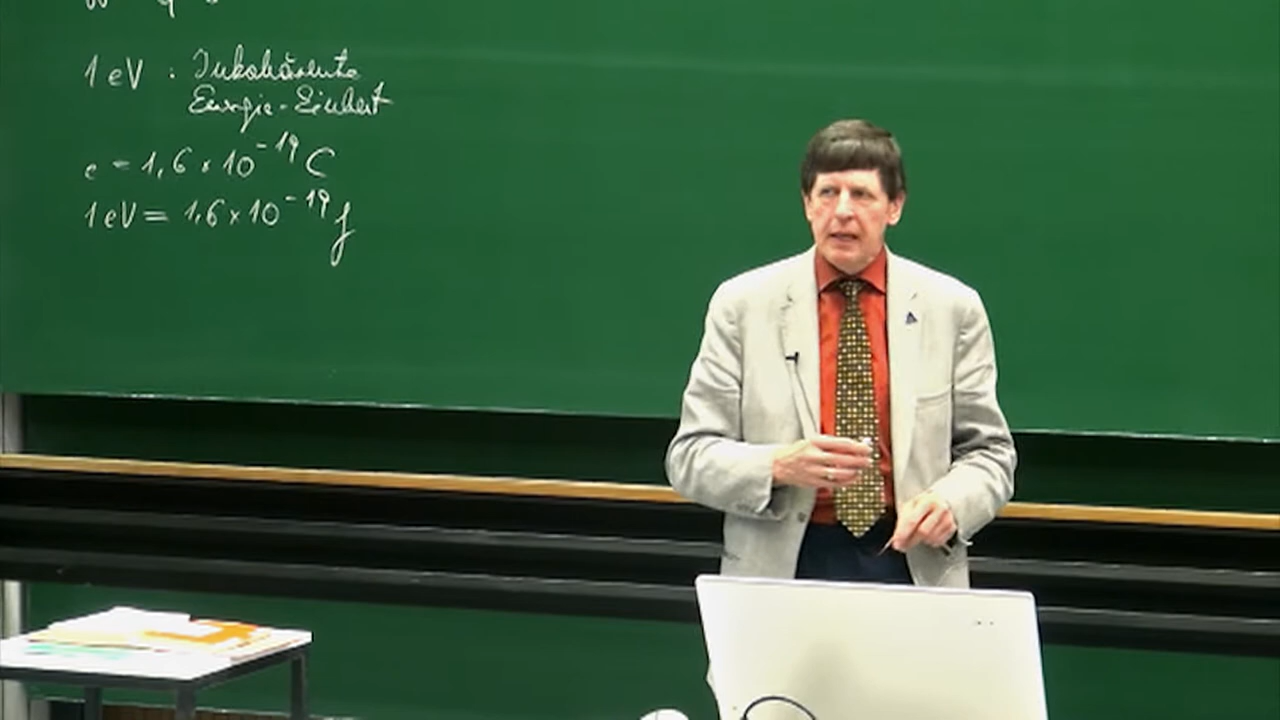 1 eV : Inkohärente
Energie-Einheit
e = 1,6 × 10⁻¹⁹ C
1 eV = 1,6 × 10⁻¹⁹ J